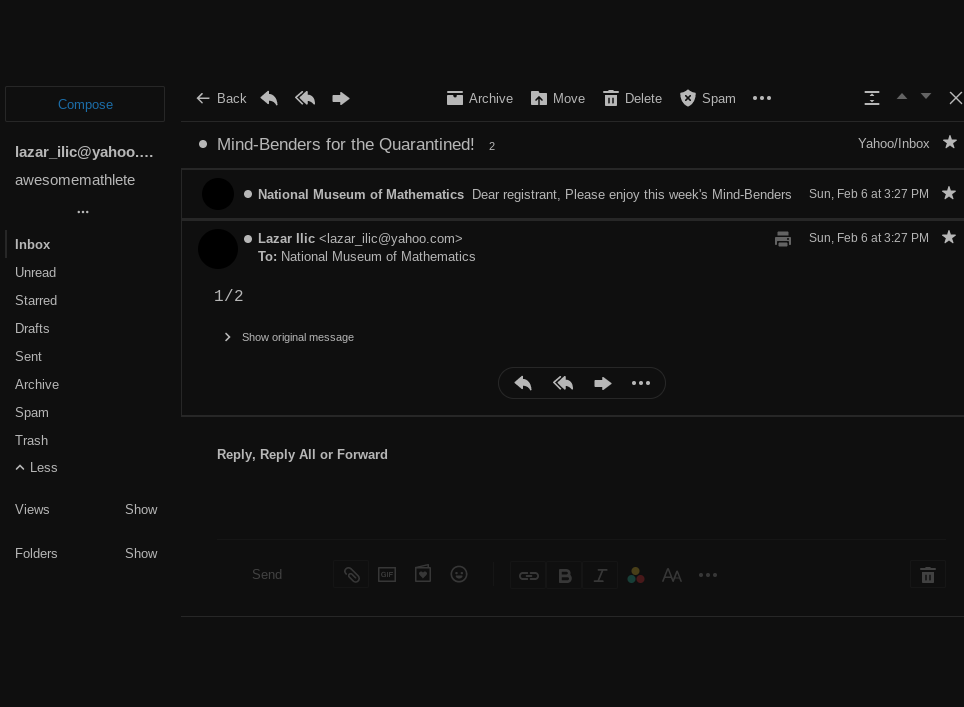 Compose
Back
Archive
Move
Delete
Spam
lazar_ilic@yahoo....
awesomemathlete
Inbox
Unread
Starred
Drafts
Sent
Archive
Spam
Trash
Less
Views Show
Folders Show
Mind-Benders for the Quarantined! 2
Yahoo/Inbox
National Museum of Mathematics Dear registrant, Please enjoy this week's Mind-Benders Sun, Feb 6 at 3:27 PM
Lazar Ilic <lazar_ilic@yahoo.com> Sun, Feb 6 at 3:27 PM
To: National Museum of Mathematics
1/2
Show original message
Reply, Reply All or Forward
Send GIF B I AA